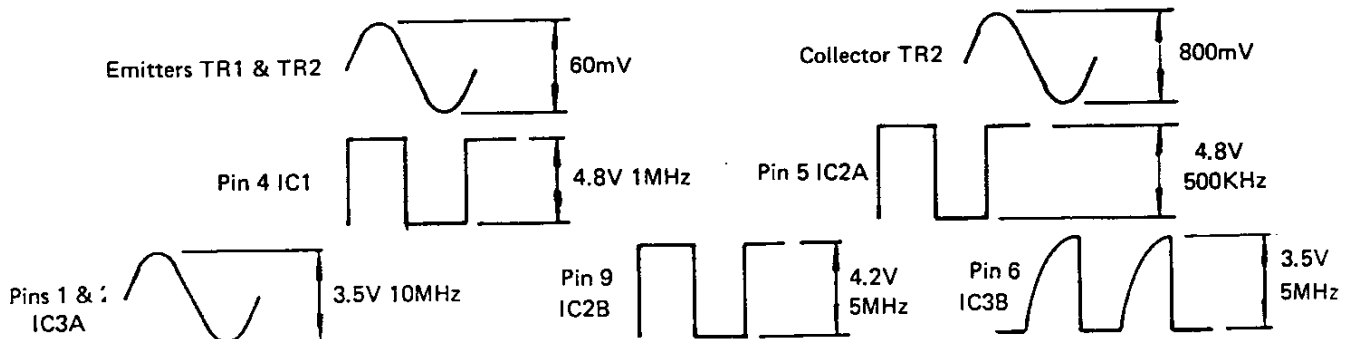 Emitters TR1 & TR2
60mV
Collector TR2
800mV
Pin 4 IC1
4.8V 1MHz
Pin 5 IC2A
4.8V
500KHz
Pins 1 &
IC3A
3.5V 10MHz
Pin 9
IC2B
4.2V
5MHz
Pin 6
IC3B
3.5V
5MHz